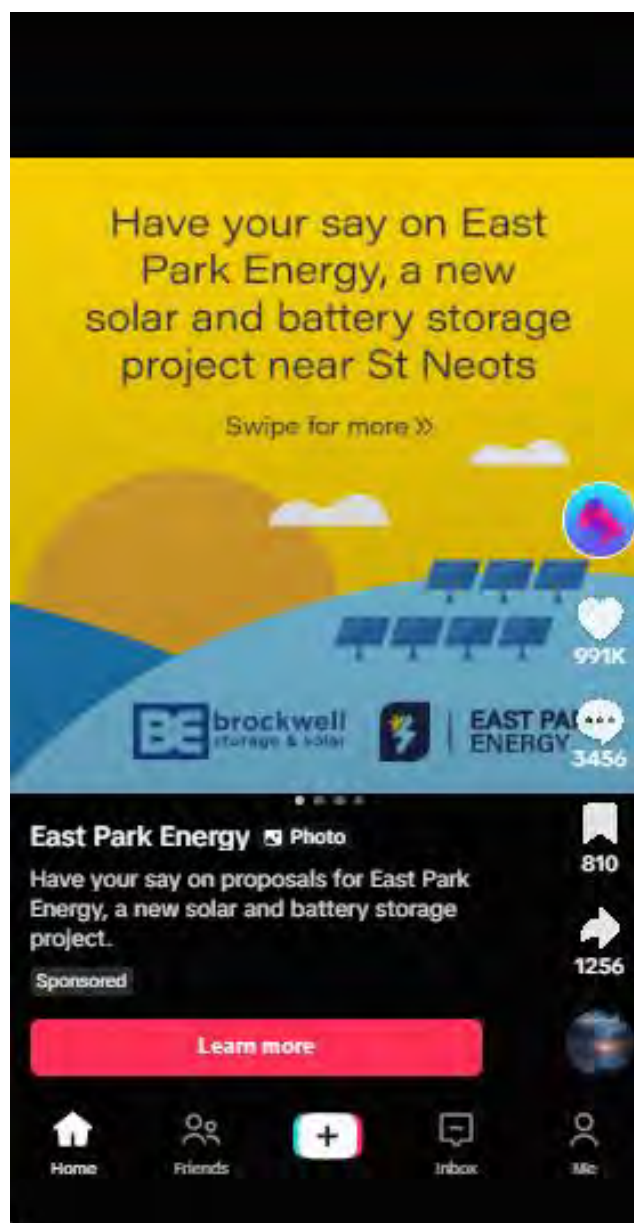 Have your say on East
Park Energy, a new
solar and battery storage
project near St Neots
Swipe for more »
991K
BE brockwell
storage & solar
EAST PA
ENERGY
3456
East Park Energy Photo
Have your say on proposals for East Park
Energy, a new solar and battery storage
project.
810
Sponsored
1256
Learn more
+
Home
Friends
Inbox
Me